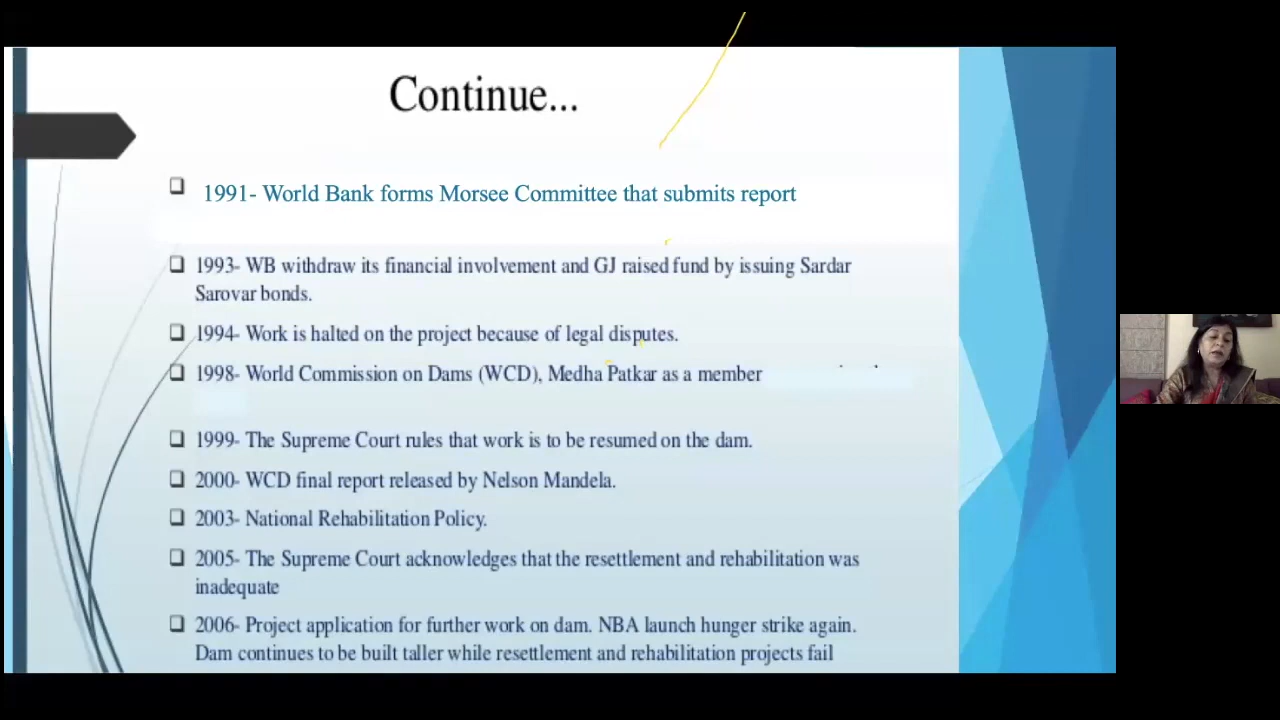 Continue...
1991- World Bank forms Morsee Committee that submits report
1993- WB withdraw its financial involvement and GJ raised fund by issuing Sardar
Sarovar bonds.
1994- Work is halted on the project because of legal disputes.
1998- World Commission on Dams (WCD), Medha Patkar as a member
1999- The Supreme Court rules that work is to be resumed on the dam.
2000- WCD final report released by Nelson Mandela.
2003- National Rehabilitation Policy.
2005- The Supreme Court acknowledges that the resettlement and rehabilitation was
inadequate
2006- Project application for further work on dam. NBA launch hunger strike again.
Dam continues to be built taller while resettlement and rehabilitation projects fail